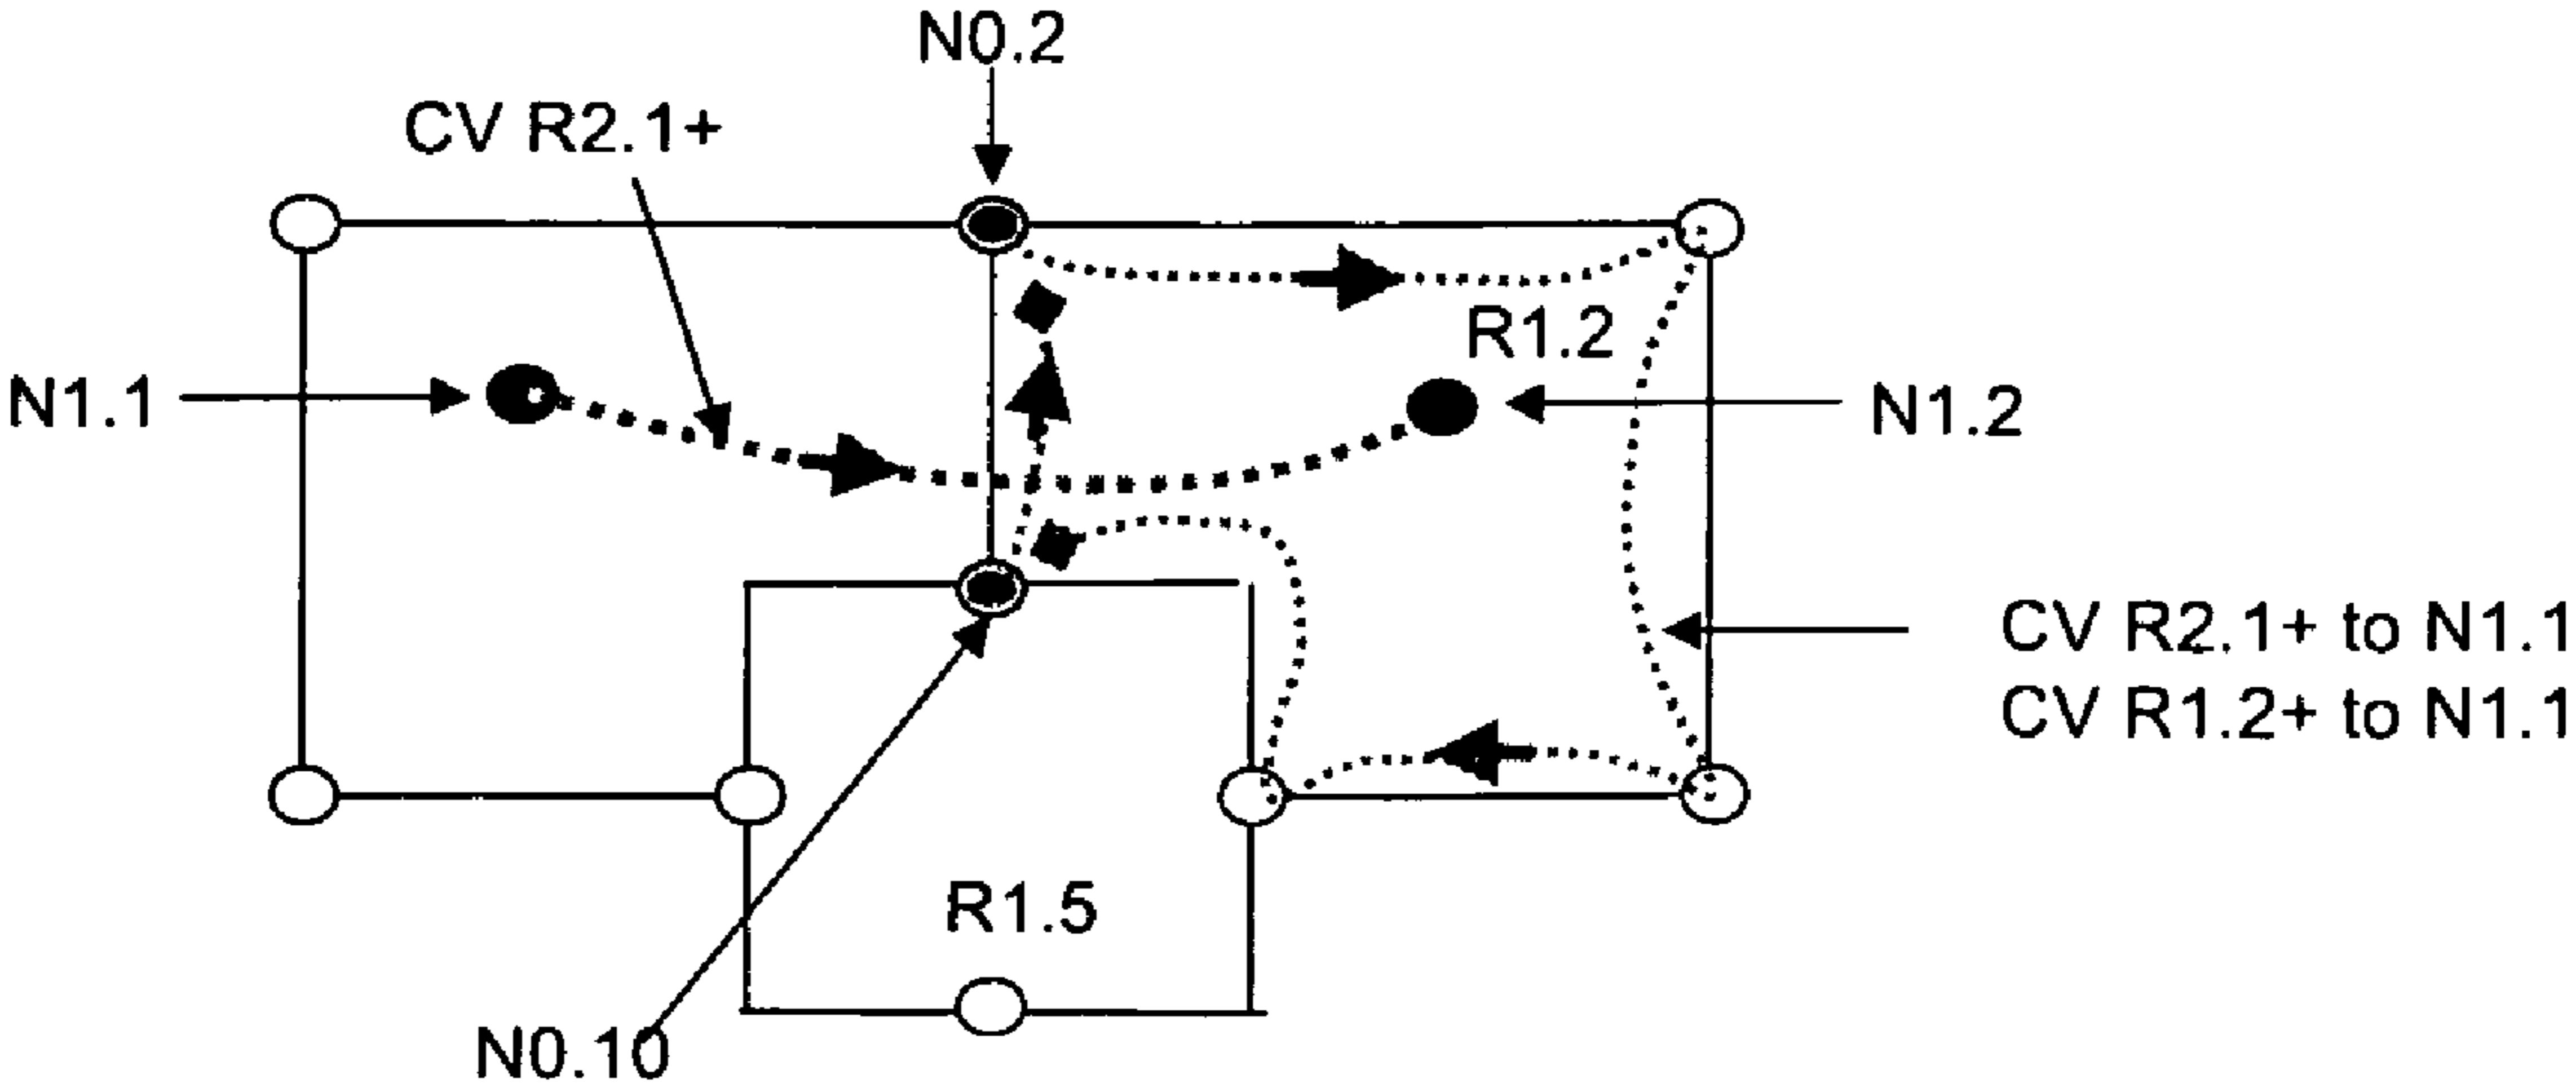 N0.2
CV R2.1+
R1.2
N1.1
N1.2
CV R2.1+ to N1.1
CV R1.2+ to N1.1
R1.5
N0.10